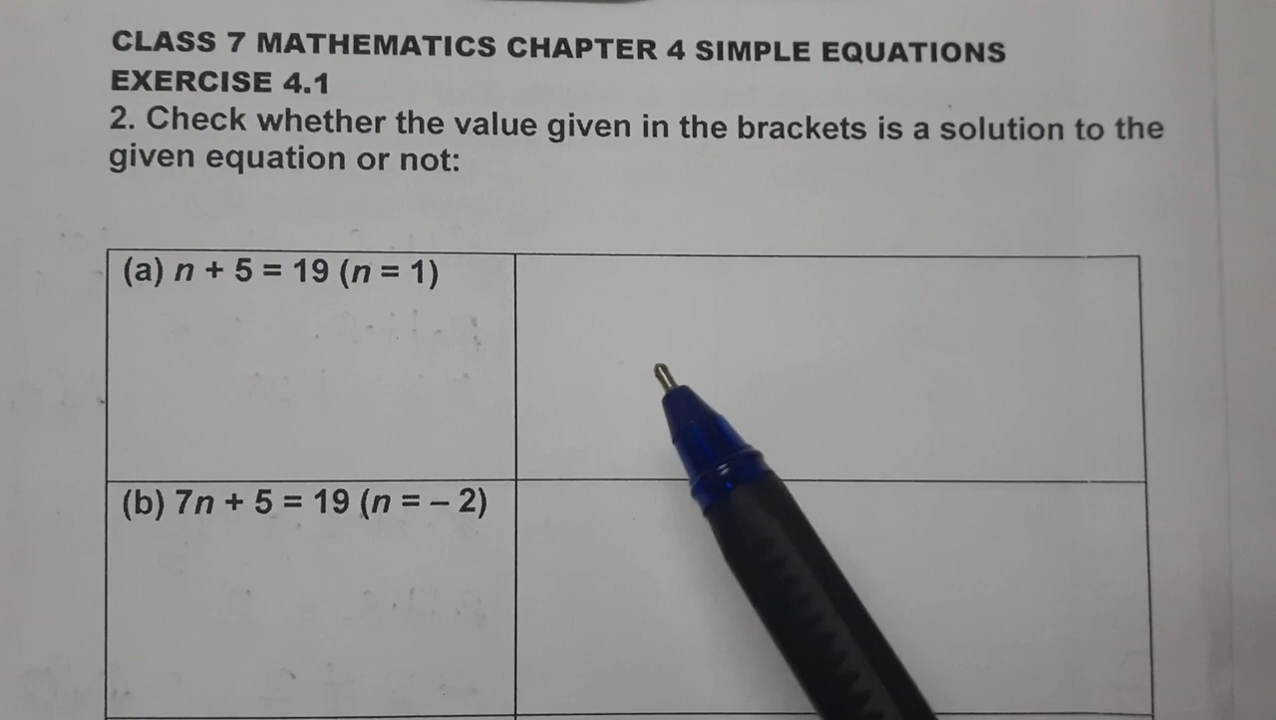 CLASS 7 MATHEMATICS CHAPTER 4 SIMPLE EQUATIONS
EXERCISE 4.1
2. Check whether the value given in the brackets is a solution to the
given equation or not:
(a) n + 5 = 19 (n = 1)
(b) 7n + 5 = 19 (n = – 2)